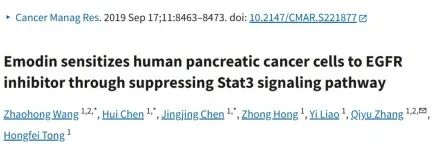 ▸ Cancer Manag Res. 2019 Sep 17;11:8463–8473. doi: 10.2147/CMAR.S221877
Emodin sensitizes human pancreatic cancer cells to EGFR
inhibitor through suppressing Stat3 signaling pathway
Zhaohong Wang 1,2,*, Hui Chen 1,*, Jingjing Chen 1,*, Zhong Hong 1, Yi Liao 1, Qiyu Zhang 1,2,✉,
Hongfei Tong 1